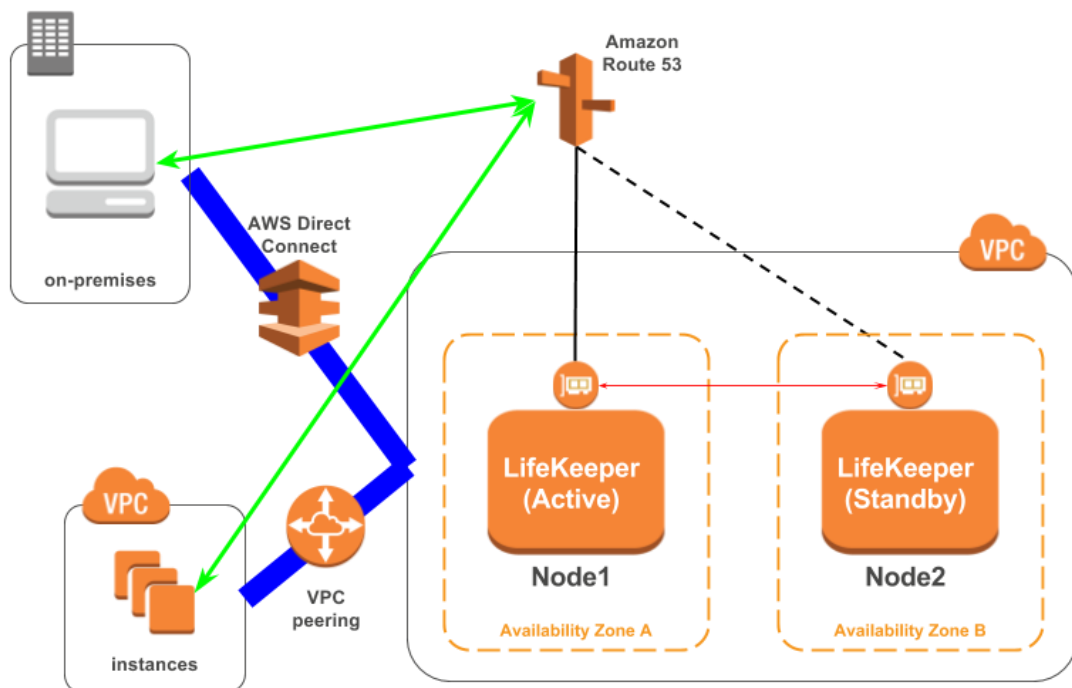 Amazon
Route 53
AWS Direct
Connect
on-premises
VPC
LifeKeeper
(Active)
Node1
Availability Zone A
LifeKeeper
(Standby)
Node2
Availability Zone B
VPC
VPC
peering
instances